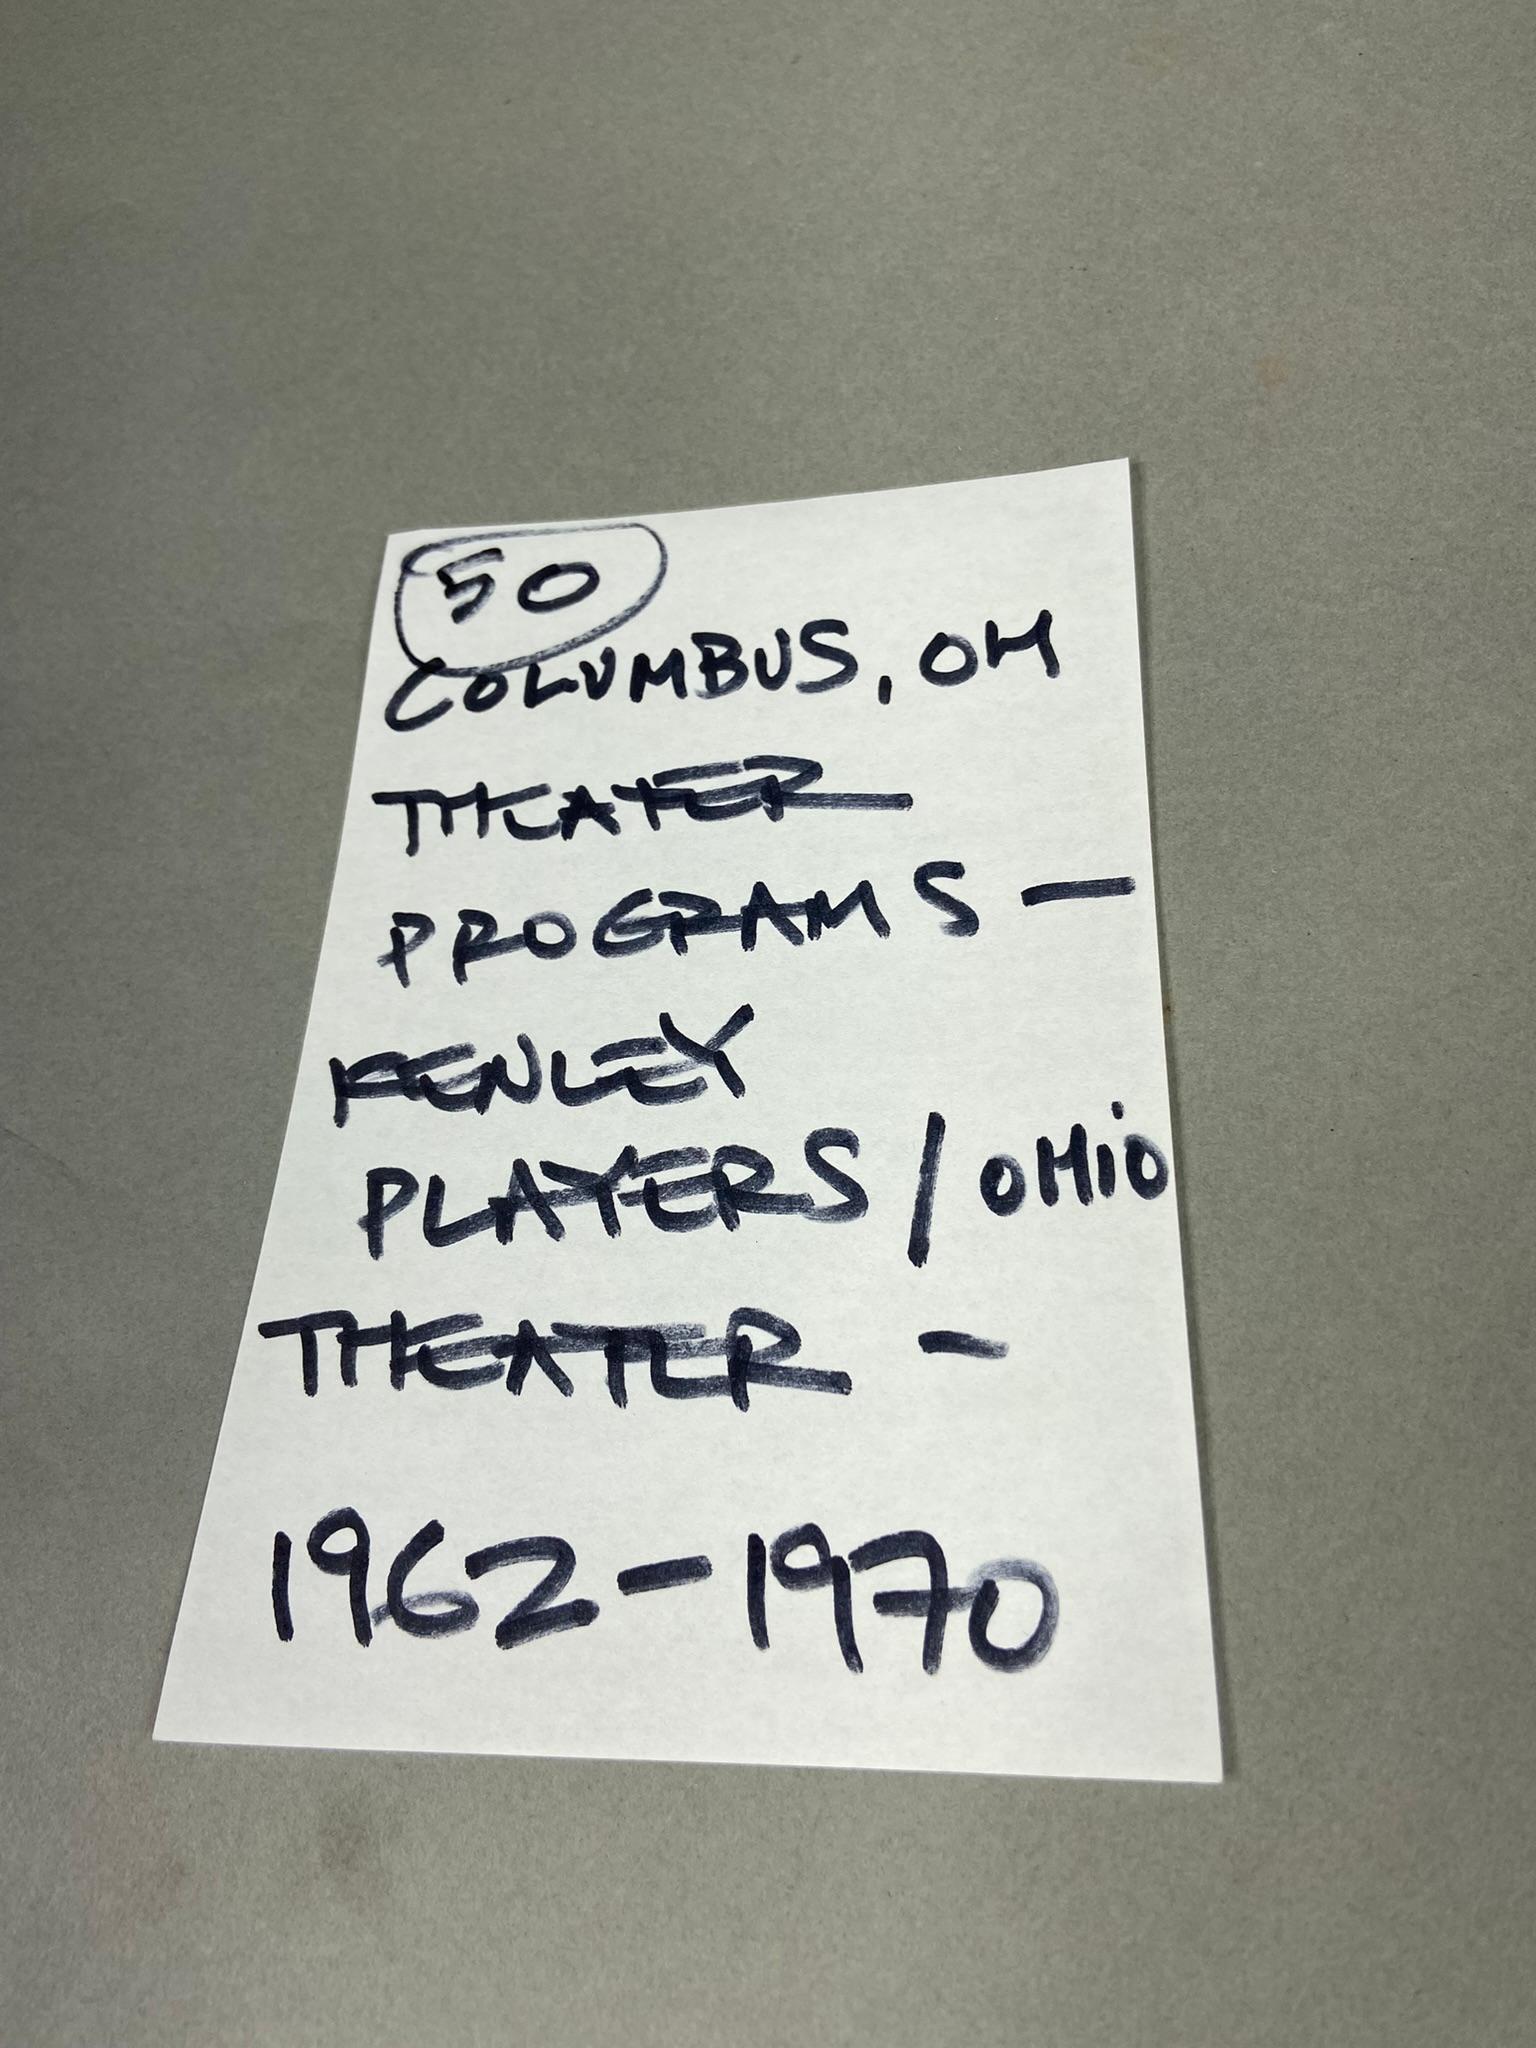 50
COLUMBUS, OH
THEATER
PROGRAMS —
KENLEY
PLAYERS / OHiO
THEATER -
1962-1970